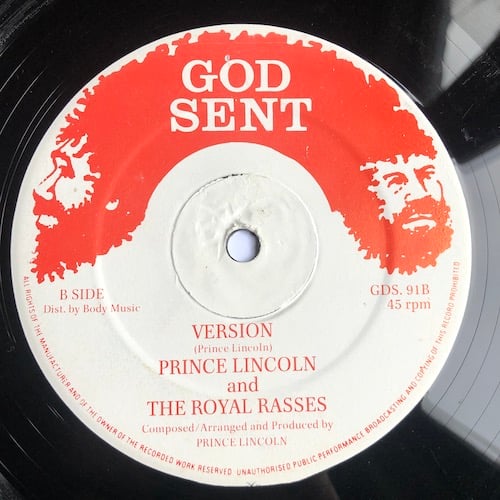 GOD
SENT
B SIDE
Dist. by Body Music
GDS. 91B
45 rpm
VERSION
(Prince Lincoln)
PRINCE LINCOLN
and
THE ROYAL RASSES
Composed/Arranged and Produced by
PRINCE LINCOLN
ALL RIGHTS OF THE MANUFACTURER AND OF THE OWNER OF THE RECORDED WORK RESERVED. UNAUTHORISED PUBLIC PERFORMANCE BROADCASTING AND COPYING OF THIS RECORD PROHIBITED